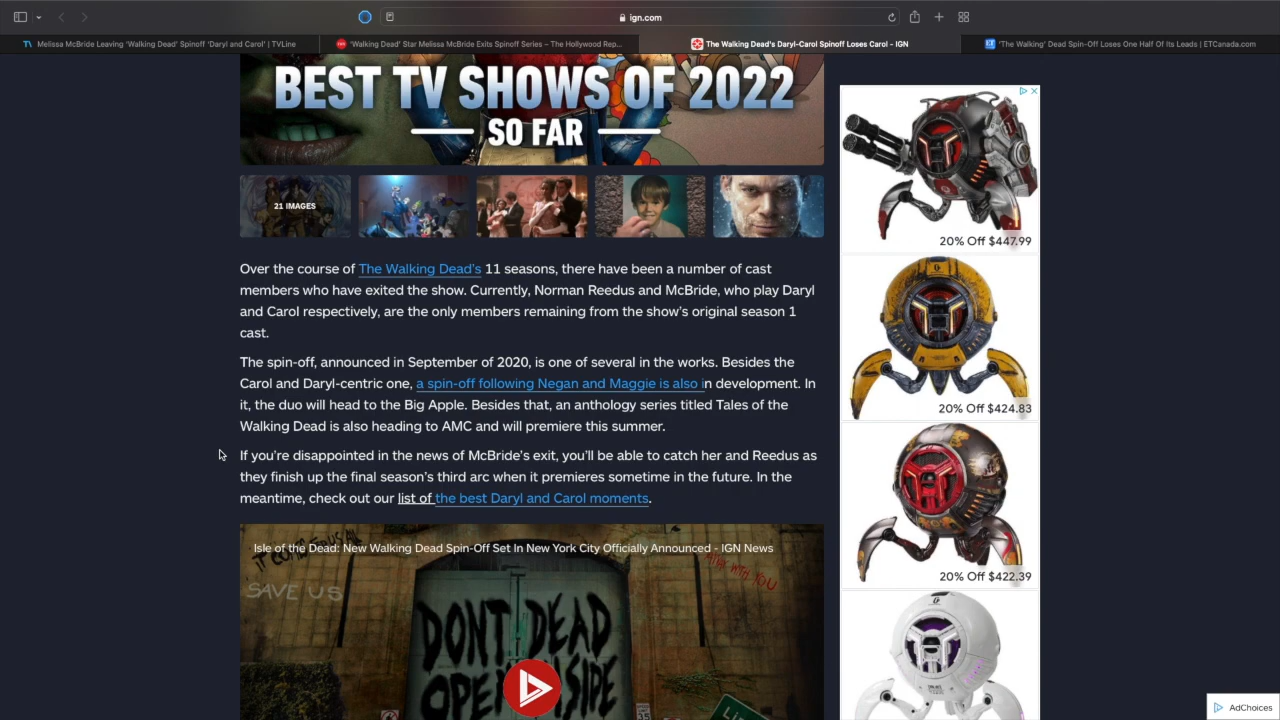 ign.com
Melissa McBride Leaving 'Walking Dead' Spinoff 'Daryl and Carol' | TVLine
'Walking Dead' Star Melissa McBride Exits Spinoff Series – The Hollywood Rep...
The Walking Dead's Daryl-Carol Spinoff Loses Carol - IGN
'The Walking' Dead Spin-Off Loses One Half Of Its Leads | ETCanada.com
BEST TV SHOWS OF 2022
SO FAR
21 IMAGES
Over the course of The Walking Dead's 11 seasons, there have been a number of cast
members who have exited the show. Currently, Norman Reedus and McBride, who play Daryl
and Carol respectively, are the only members remaining from the show's original season 1
cast.
The spin-off, announced in September of 2020, is one of several in the works. Besides the
Carol and Daryl-centric one, a spin-off following Negan and Maggie is also in development. In
it, the duo will head to the Big Apple. Besides that, an anthology series titled Tales of the
Walking Dead is also heading to AMC and will premiere this summer.
If you're disappointed in the news of McBride's exit, you'll be able to catch her and Reedus as
they finish up the final season's third arc when it premieres sometime in the future. In the
meantime, check out our list of the best Daryl and Carol moments.
Isle of the Dead: New Walking Dead Spin-Off Set In New York City Officially Announced - IGN News
SAVE US
DON'T DEAD
OPEN INSIDE
20% Off $447.99
20% Off $424.83
20% Off $422.39
AdChoices